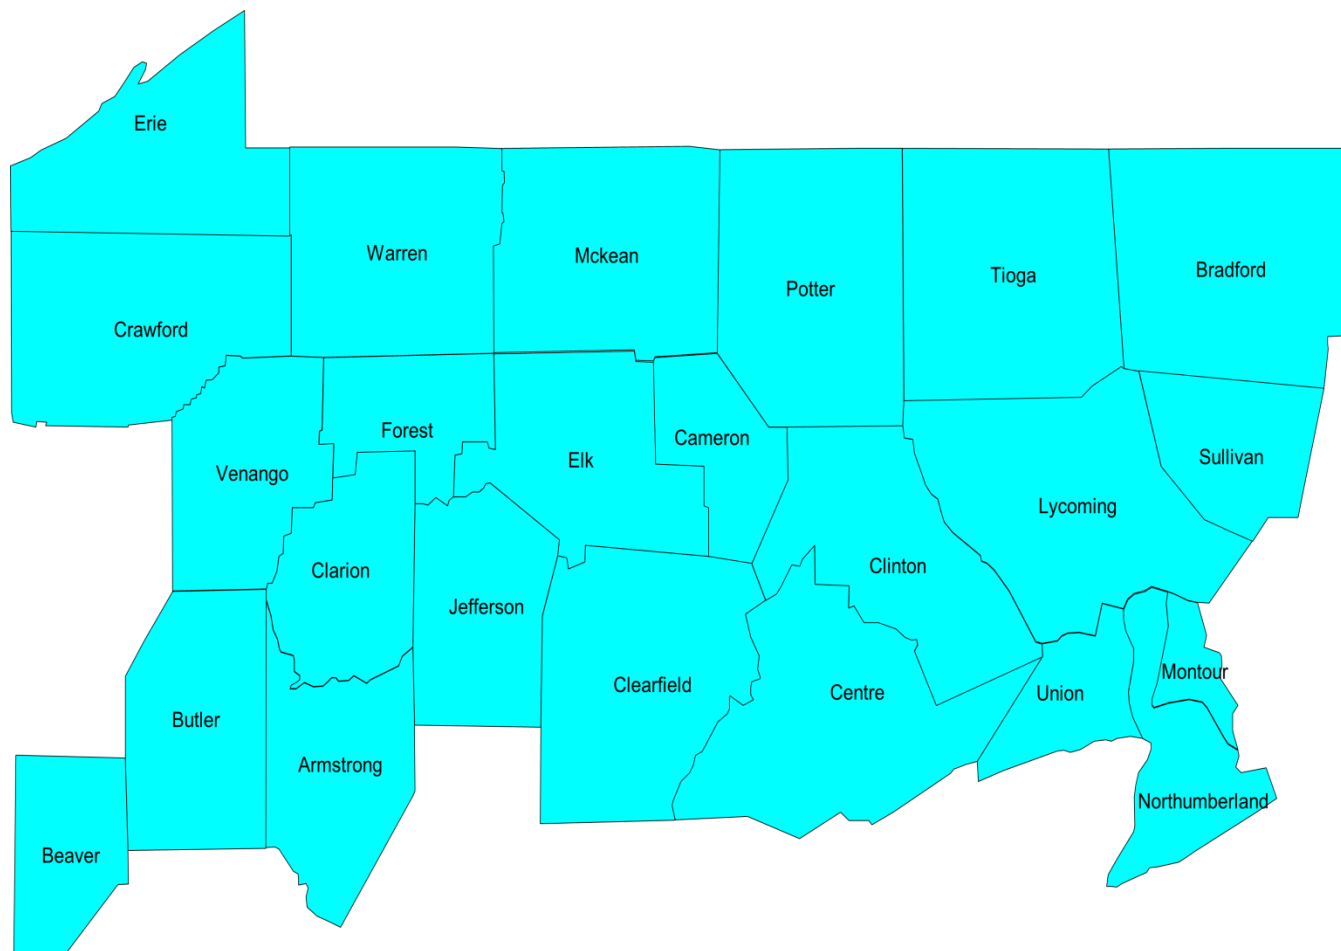 Erie
Warren
Mckean
Potter
Tioga
Bradford
Crawford
Forest
Cameron
Elk
Venango
Sullivan
Lycoming
Clarion
Clinton
Jefferson
Montour
Clearfield
Centre
Union
Butler
Armstrong
Northumberland
Beaver